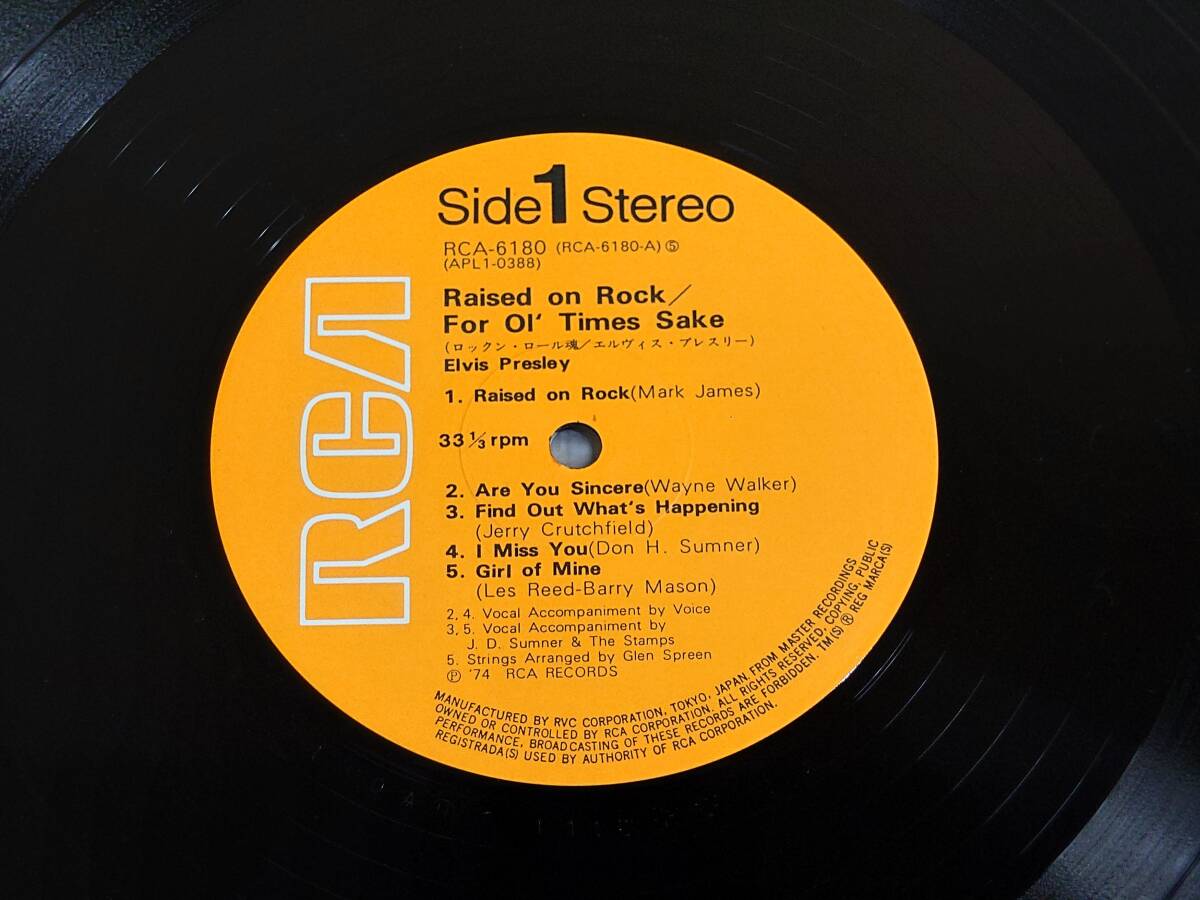 Side 1 Stereo
RCA-6180 (RCA-6180-A)⑤
(APL1-0388)
Raised on Rock/
For Ol' Times Sake
(ロックン・ロール魂/エルヴィス・プレスリー)
Elvis Presley
1. Raised on Rock(Mark James)
33 1/3 rpm
2. Are You Sincere(Wayne Walker)
3. Find Out What's Happening
(Jerry Crutchfield)
4. I Miss You(Don H. Sumner)
5. Girl of Mine
(Les Reed-Barry Mason)
2, 4. Vocal Accompaniment by Voice
3, 5. Vocal Accompaniment by
J. D. Sumner & The Stamps
5. Strings Arranged by Glen Spreen
Ⓟ '74 RCA RECORDS
MANUFACTURED BY RVC CORPORATION, TOKYO, JAPAN. FROM MASTER RECORDINGS
OWNED OR CONTROLLED BY RCA CORPORATION. ALL RIGHTS RESERVED. COPYING, PUBLIC
PERFORMANCE, BROADCASTING OF THESE RECORDS ARE FORBIDDEN. TM(S) ® REG MARCA(S)
REGISTRADA(S) USED BY AUTHORITY OF RCA CORPORATION.
RCA